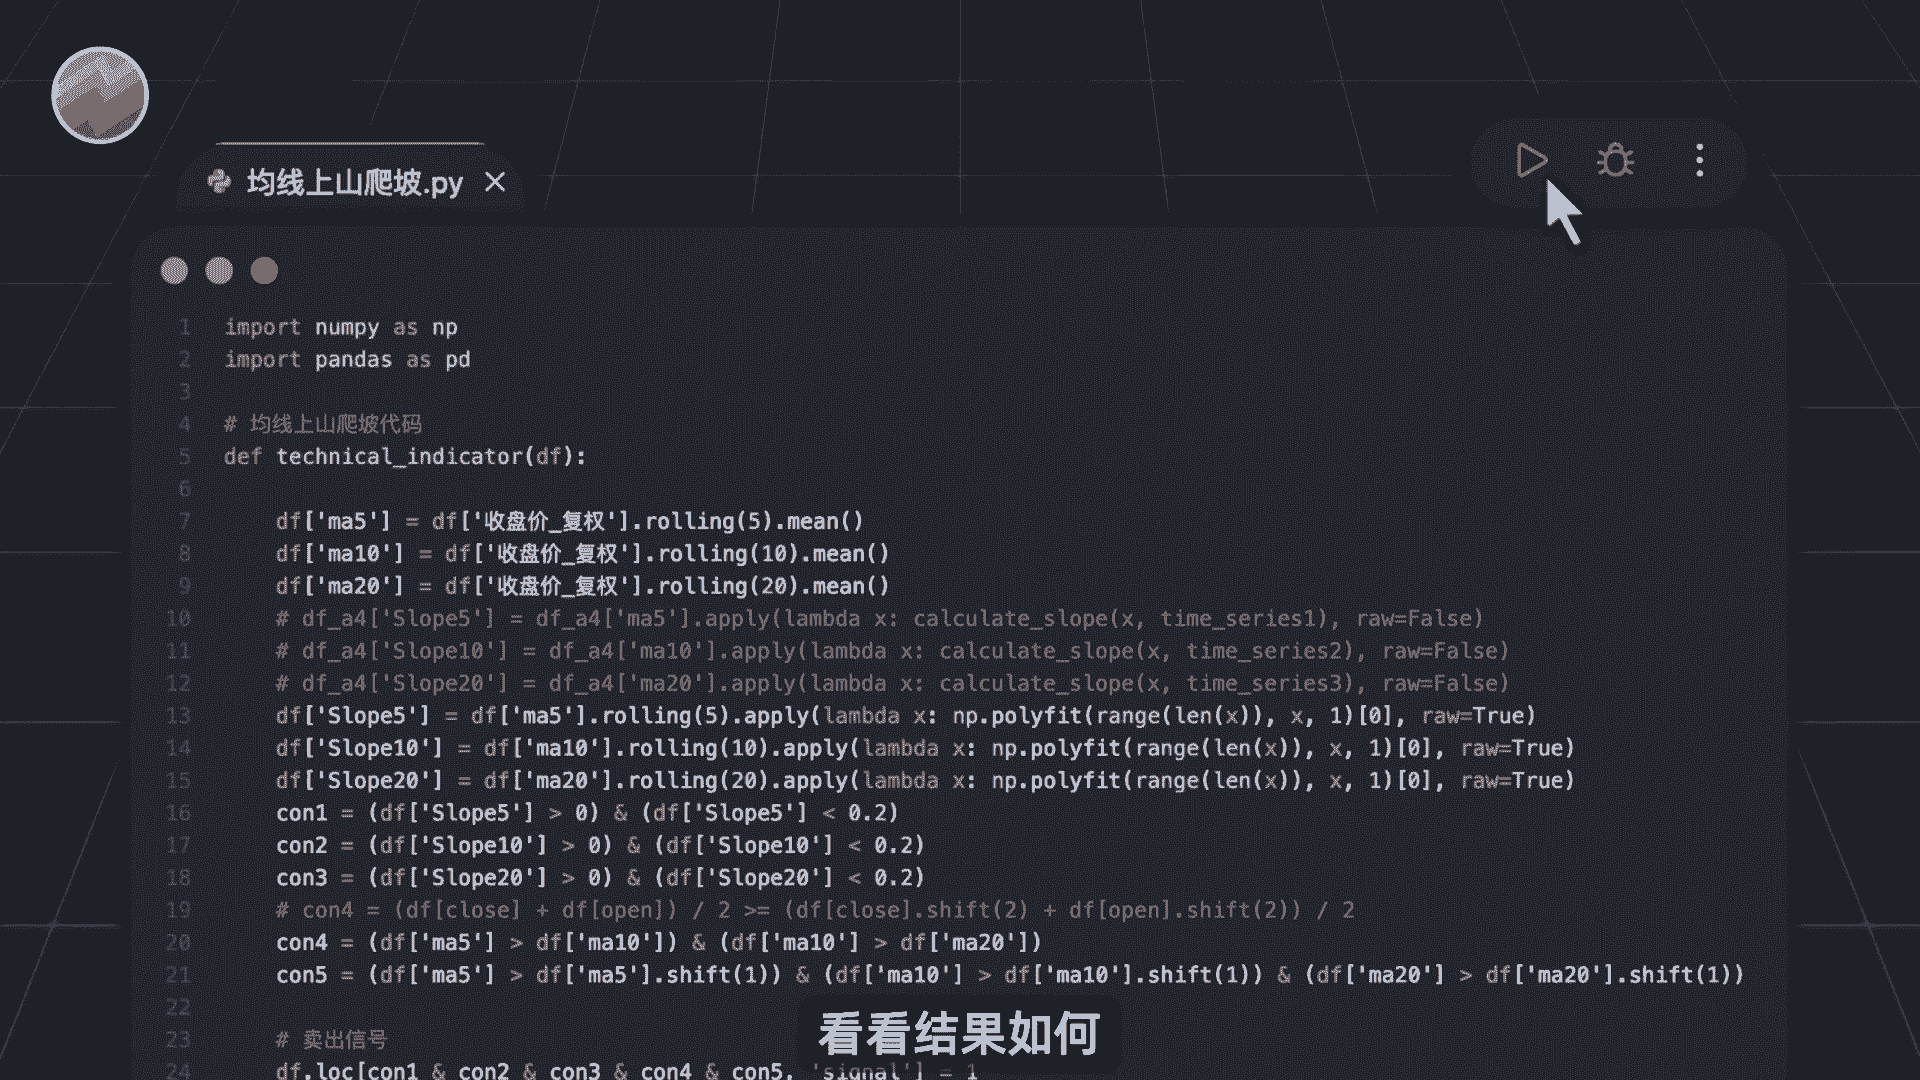 均线上山爬坡.py
1 import numpy as np
2 import pandas as pd
3
4 # 均线上山爬坡代码
5 def technical_indicator(df):
6
7 df['ma5'] = df['收盘价_复权'].rolling(5).mean()
8 df['ma10'] = df['收盘价_复权'].rolling(10).mean()
9 df['ma20'] = df['收盘价_复权'].rolling(20).mean()
10 # df_a4['Slope5'] = df_a4['ma5'].apply(lambda x: calculate_slope(x, time_series1), raw=False)
11 # df_a4['Slope10'] = df_a4['ma10'].apply(lambda x: calculate_slope(x, time_series2), raw=False)
12 # df_a4['Slope20'] = df_a4['ma20'].apply(lambda x: calculate_slope(x, time_series3), raw=False)
13 df['Slope5'] = df['ma5'].rolling(5).apply(lambda x: np.polyfit(range(len(x)), x, 1)[0], raw=True)
14 df['Slope10'] = df['ma10'].rolling(10).apply(lambda x: np.polyfit(range(len(x)), x, 1)[0], raw=True)
15 df['Slope20'] = df['ma20'].rolling(20).apply(lambda x: np.polyfit(range(len(x)), x, 1)[0], raw=True)
16 con1 = (df['Slope5'] > 0) & (df['Slope5'] < 0.2)
17 con2 = (df['Slope10'] > 0) & (df['Slope10'] < 0.2)
18 con3 = (df['Slope20'] > 0) & (df['Slope20'] < 0.2)
19 # con4 = (df[close] + df[open]) / 2 >= (df[close].shift(2) + df[open].shift(2)) / 2
20 con4 = (df['ma5'] > df['ma10']) & (df['ma10'] > df['ma20'])
21 con5 = (df['ma5'] > df['ma5'].shift(1)) & (df['ma10'] > df['ma10'].shift(1)) & (df['ma20'] > df['ma20'].shift(1))
22
23 # 卖出信号
24 df.loc[con1 & con2 & con3 & con4 & con5, 'signal'] = 1
看看结果如何